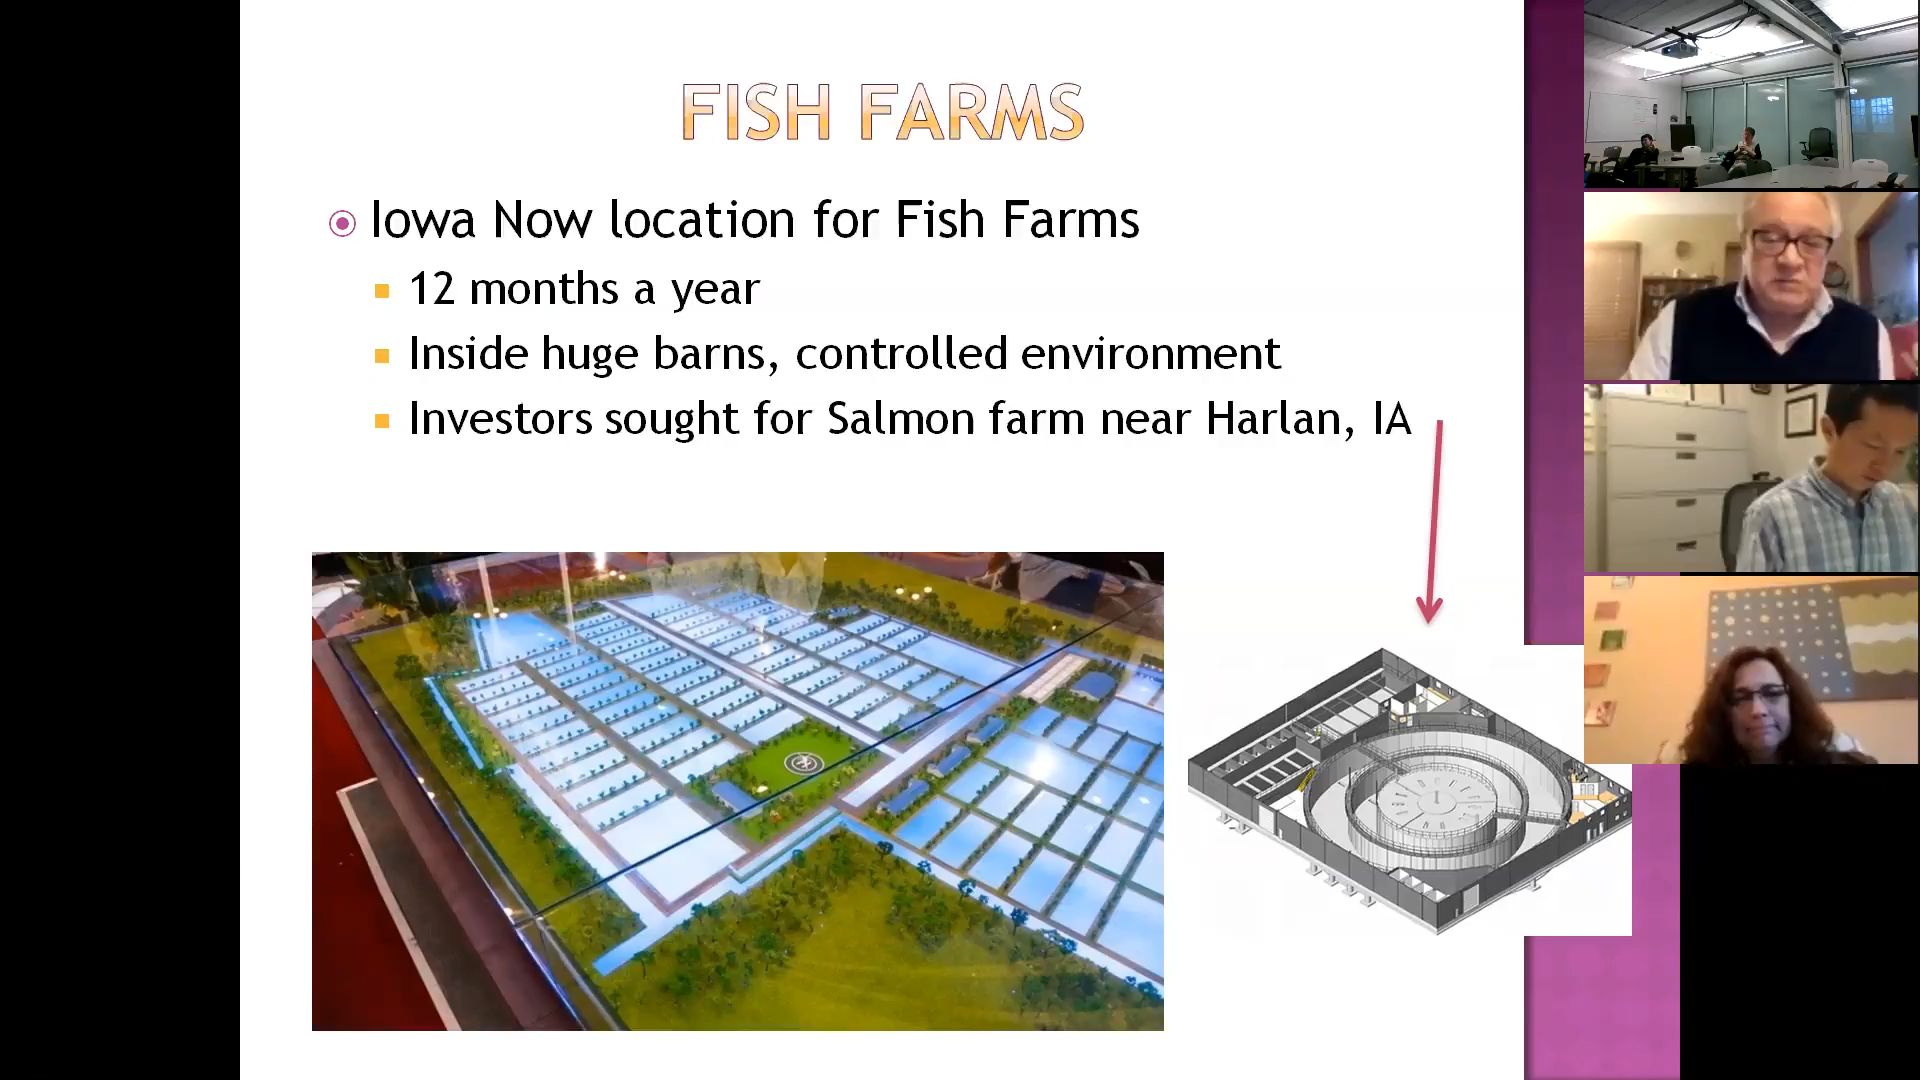 FISH FARMS
Iowa Now location for Fish Farms
12 months a year
Inside huge barns, controlled environment
Investors sought for Salmon farm near Harlan, IA